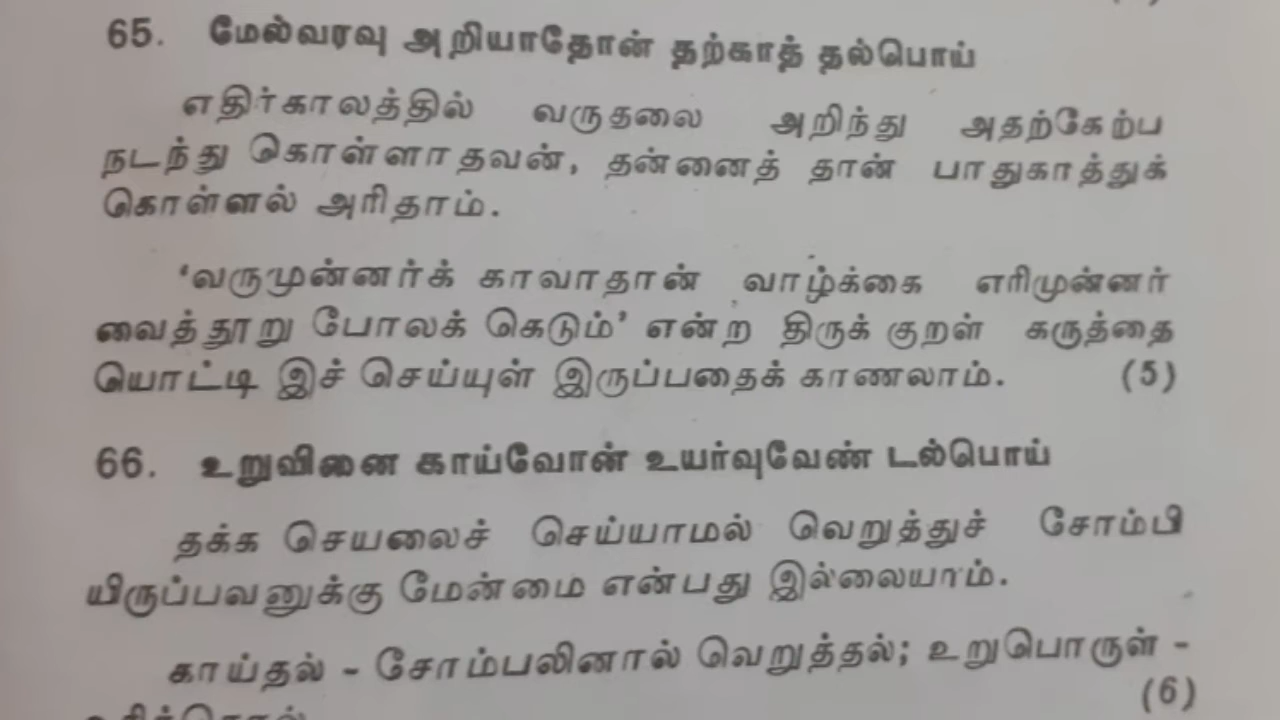 65. மேல்வரவு அறியாதோன் தற்காத் தல்பொய்
எதிர்காலத்தில் வருதலை அறிந்து அதற்கேற்ப
நடந்து கொள்ளாதவன், தன்னைத் தான் பாதுகாத்துக்
கொள்ளல் அரிதாம்.
‘வருமுன்னர்க் காவாதான் வாழ்க்கை எரிமுன்னர்
வைத்தூறு போலக் கெடும்’ என்ற திருக் குறள் கருத்தை
யொட்டி இச் செய்யுள் இருப்பதைக் காணலாம். (5)
66. உறுவினை காய்வோன் உயர்வுவேண் டல்பொய்
தக்க செயலைச் செய்யாமல் வெறுத்துச் சோம்பி
யிருப்பவனுக்கு மேன்மை என்பது இல்லையாம்.
காய்தல் - சோம்பலினால் வெறுத்தல்; உறுபொருள் -
(6)